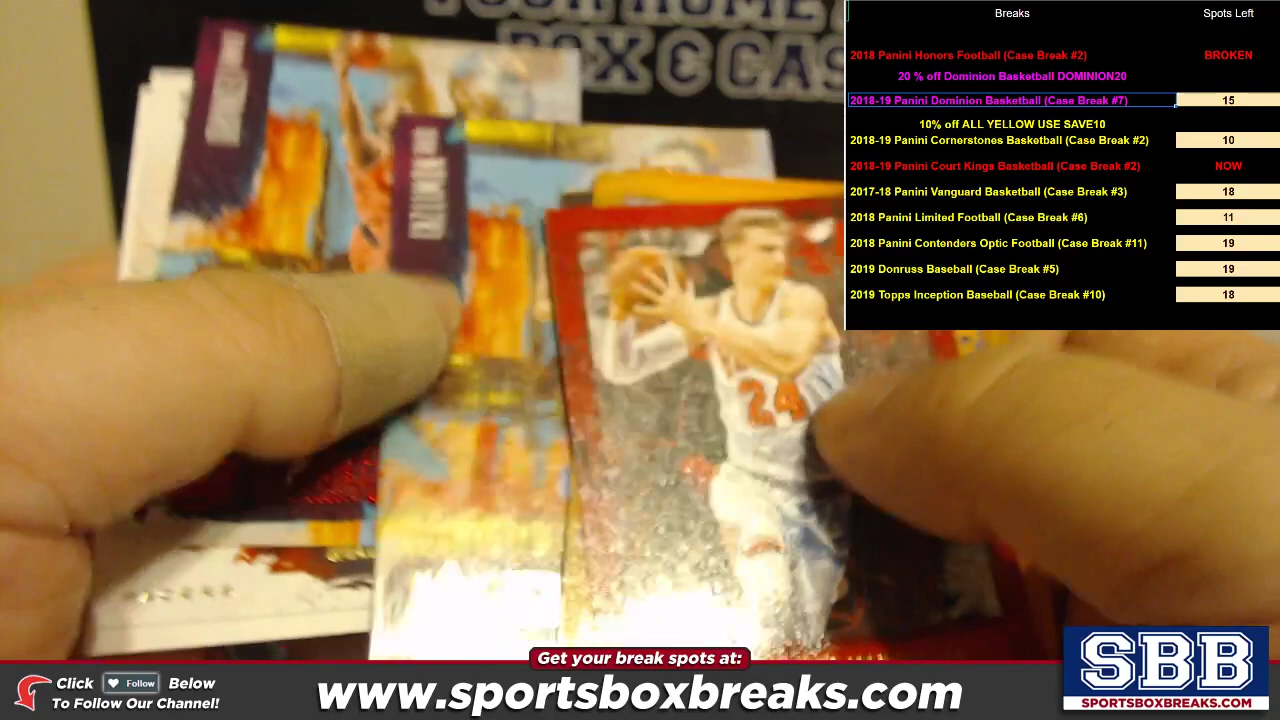 YOUR HOME
BOX & CAS
Breaks Spots Left
2018 Panini Honors Football (Case Break #2) BROKEN
20 % off Dominion Basketball DOMINION20
2018-19 Panini Dominion Basketball (Case Break #7) 15
10% off ALL YELLOW USE SAVE10
2018-19 Panini Cornerstones Basketball (Case Break #2) 10
2018-19 Panini Court Kings Basketball (Case Break #2) NOW
2017-18 Panini Vanguard Basketball (Case Break #3) 18
2018 Panini Limited Football (Case Break #6) 11
2018 Panini Contenders Optic Football (Case Break #11) 19
2019 Donruss Baseball (Case Break #5) 19
2019 Topps Inception Baseball (Case Break #10) 18
24
Get your break spots at:
Click Follow Below
To Follow Our Channel!
www.sportsboxbreaks.com
SBB
SPORTSBOXBREAKS.COM